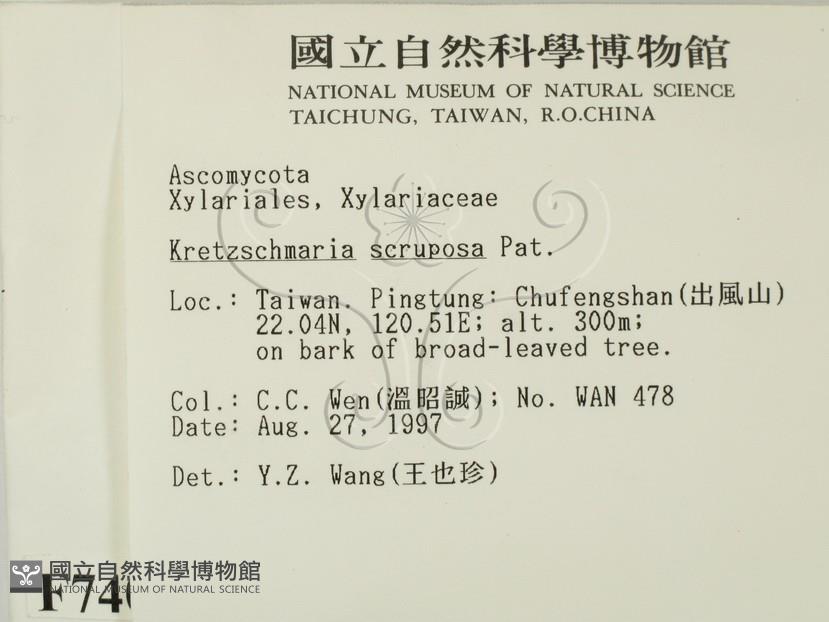 國立自然科學博物館
NATIONAL MUSEUM OF NATURAL SCIENCE
TAICHUNG, TAIWAN, R.O.CHINA
Ascomycota
Xylariales, Xylariaceae
Kretzschmaria scruposa Pat.
Loc.: Taiwan. Pingtung: Chufengshan(出風山)
22.04N, 120.51E; alt. 300m;
on bark of broad-leaved tree.
Col.: C.C. Wen(溫昭誠); No. WAN 478
Date: Aug. 27, 1997
Det.: Y.Z. Wang(王也珍)
國立自然科學博物館
NATIONAL MUSEUM OF NATURAL SCIENCE